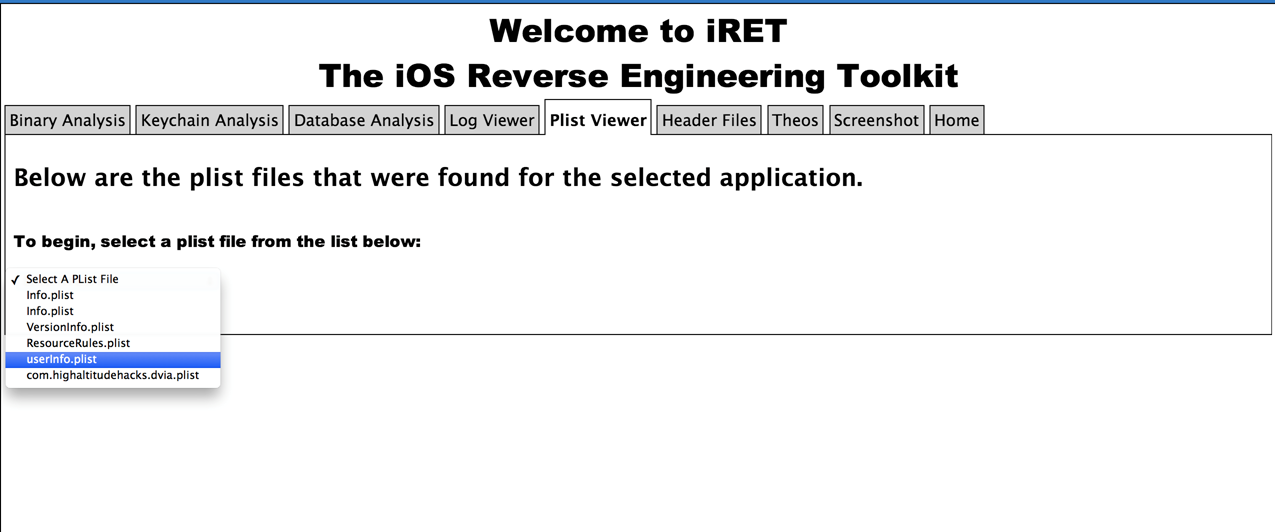 Welcome to iRET
The iOS Reverse Engineering Toolkit
Binary Analysis Keychain Analysis Database Analysis Log Viewer Plist Viewer Header Files Theos Screenshot Home
Below are the plist files that were found for the selected application.
To begin, select a plist file from the list below:
✓ Select A PList File
Info.plist
Info.plist
VersionInfo.plist
ResourceRules.plist
userInfo.plist
com.highaltitudehacks.dvia.plist